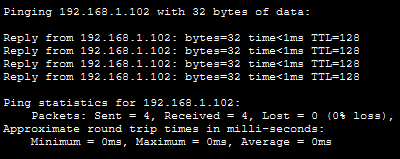 Pinging 192.168.1.102 with 32 bytes of data:
Reply from 192.168.1.102: bytes=32 time<1ms TTL=128
Reply from 192.168.1.102: bytes=32 time<1ms TTL=128
Reply from 192.168.1.102: bytes=32 time<1ms TTL=128
Reply from 192.168.1.102: bytes=32 time<1ms TTL=128
Ping statistics for 192.168.1.102:
Packets: Sent = 4, Received = 4, Lost = 0 (0% loss),
Approximate round trip times in milli-seconds:
Minimum = 0ms, Maximum = 0ms, Average = 0ms